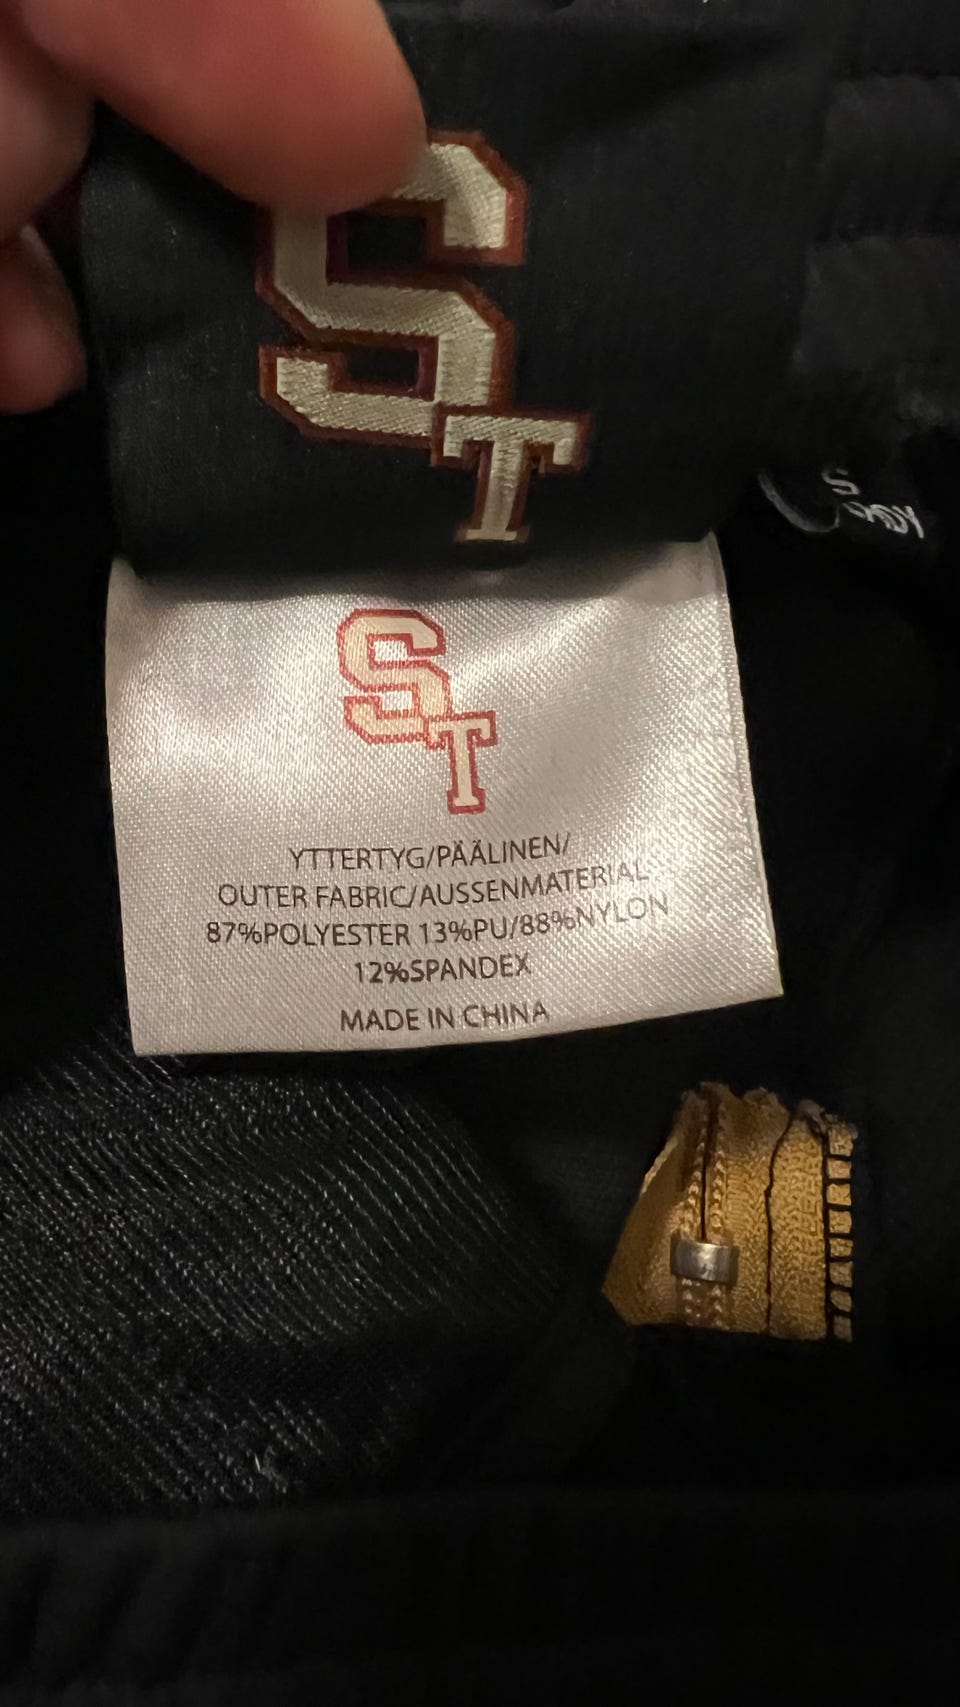 ST
S
ST
YTTERTYG/PÄÄLINEN/
OUTER FABRIC/AUSSENMATERIAL
87%POLYESTER 13%PU/88%NYLON
12%SPANDEX
MADE IN CHINA